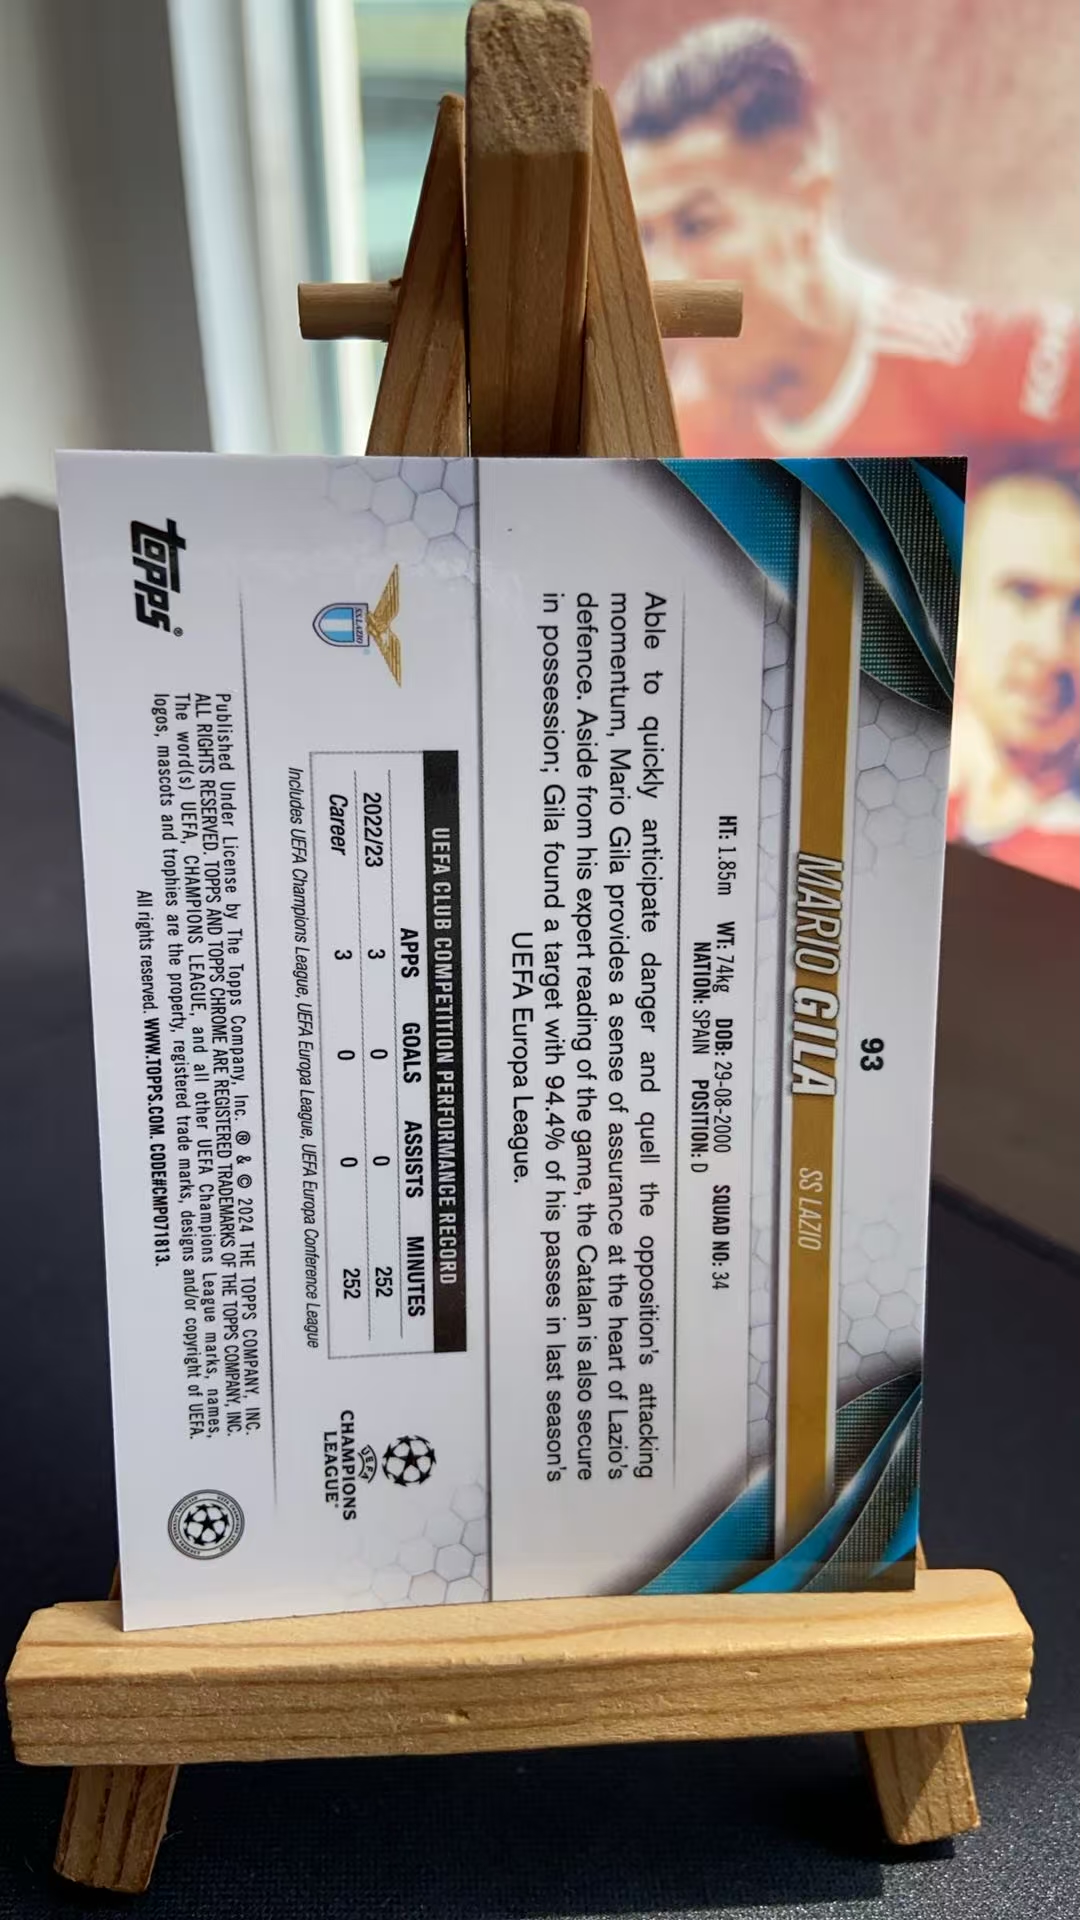 93
MARIO GILA SS LAZIO
HT: 1.85m WT: 74kg DOB: 29-08-2000 SQUAD NO: 34
NATION: SPAIN POSITION: D
Able to quickly anticipate danger and quell the opposition's attacking
momentum, Mario Gila provides a sense of assurance at the heart of Lazio's
defence. Aside from his expert reading of the game, the Catalan is also secure
in possession; Gila found a target with 94.4% of his passes in last season's
UEFA Europa League.
S.S.LAZIO
UEFA CLUB COMPETITION PERFORMANCE RECORD
APPS GOALS ASSISTS MINUTES
2022/23 3 0 0 252
Career 3 0 0 252
Includes UEFA Champions League, UEFA Europa League, UEFA Europa Conference League
UEFA
CHAMPIONS
LEAGUE®
topps®
Published Under License by The Topps Company, Inc. ® & © 2024 THE TOPPS COMPANY, INC.
ALL RIGHTS RESERVED. TOPPS AND TOPPS CHROME ARE REGISTERED TRADEMARKS OF THE TOPPS COMPANY, INC.
The word(s) UEFA, CHAMPIONS LEAGUE, and all other UEFA Champions League marks, names,
logos, mascots and trophies are the property, registered trade marks, designs and/or copyright of UEFA.
All rights reserved. WWW.TOPPS.COM. CODE#CMP071813.